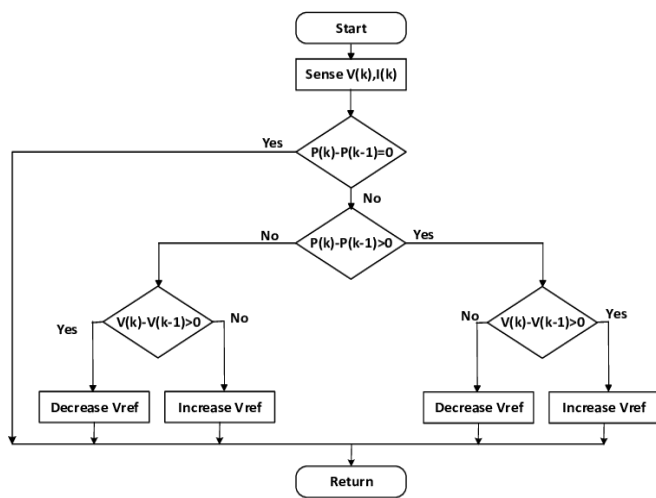 Start
Sense V(k),I(k)
Yes
P(k)-P(k-1)=0
No
No
P(k)-P(k-1)>0
Yes
Yes
V(k)-V(k-1)>0
No
No
V(k)-V(k-1)>0
Yes
Decrease Vref
Increase Vref
Decrease Vref
Increase Vref
Return